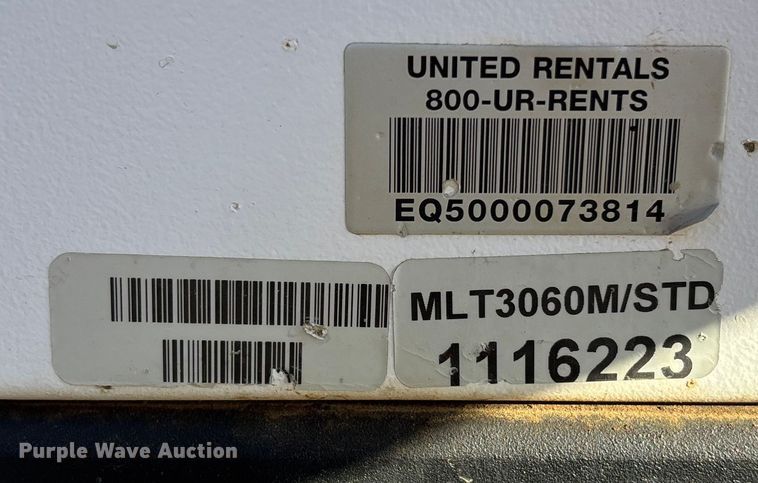 UNITED RENTALS
800-UR-RENTS
EQ5000073814
MLT3060M/STD
1116223
Purple Wave Auction